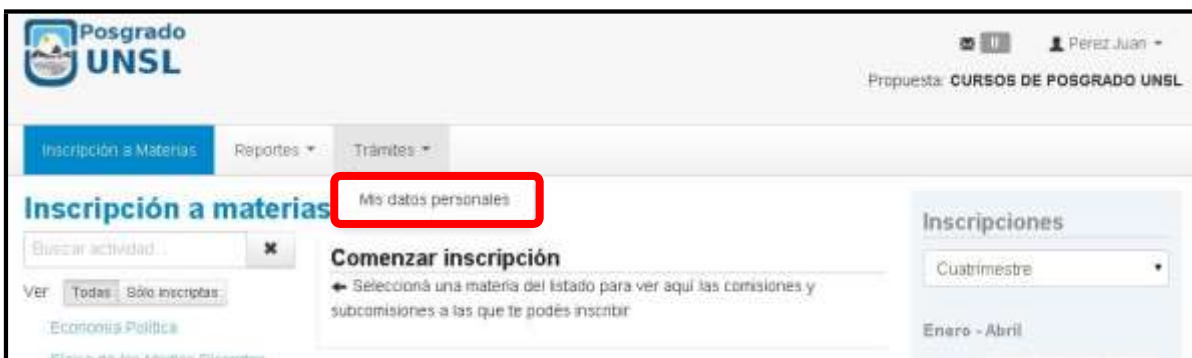 Posgrado
UNSL
0
Perez Juan
Propuesta: CURSOS DE POSGRADO UNSL
Inscripción a Materias
Reportes
Trámites
Mis datos personales
Inscripción a materias
Buscar actividad...
Ver
Todas
Sólo inscriptas
Economía Política
Comenzar inscripción
Seleccioná una materia del listado para ver aquí las comisiones y
subcomisiones a las que te podés inscribir
Inscripciones
Cuatrimestre
Enero - Abril